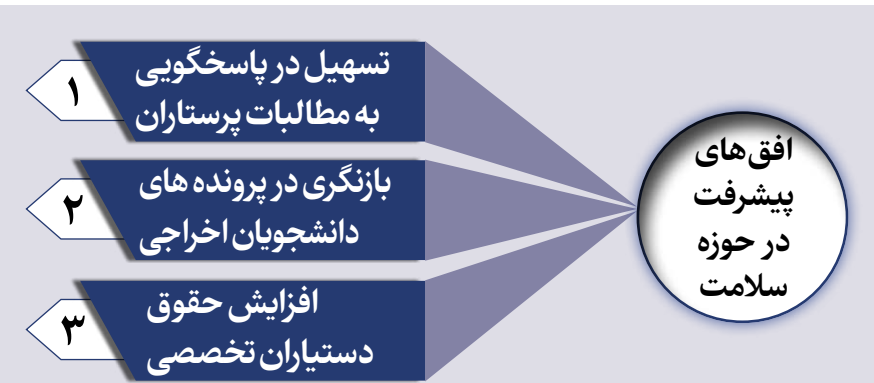 افق‌های
پیشرفت
در حوزه
سلامت
۱
تسهیل در پاسخگویی
به مطالبات پرستاران
۲
بازنگری در پرونده های
دانشجویان اخراجی
۳
افزایش حقوق
دستیاران تخصصی